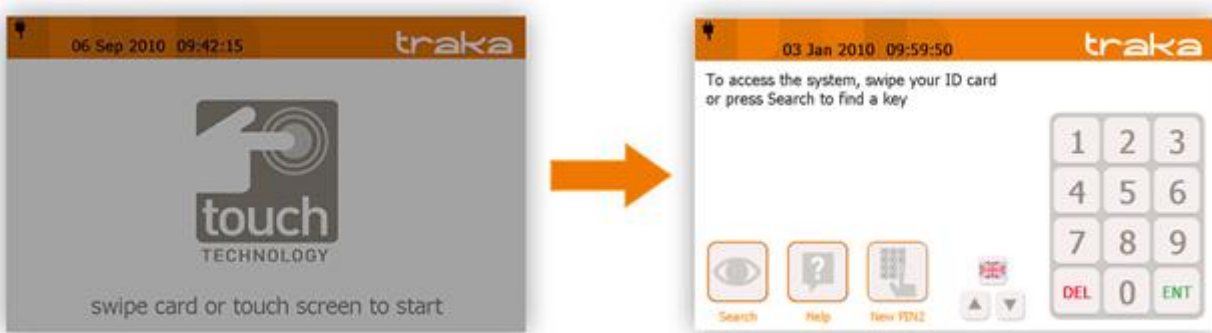 06 Sep 2010 09:42:15
traka
touch
TECHNOLOGY
swipe card or touch screen to start
03 Jan 2010 09:59:50
traka
To access the system, swipe your ID card
or press Search to find a key
1 2 3
4 5 6
7 8 9
DEL 0 ENT
?
Search Help New PIN2